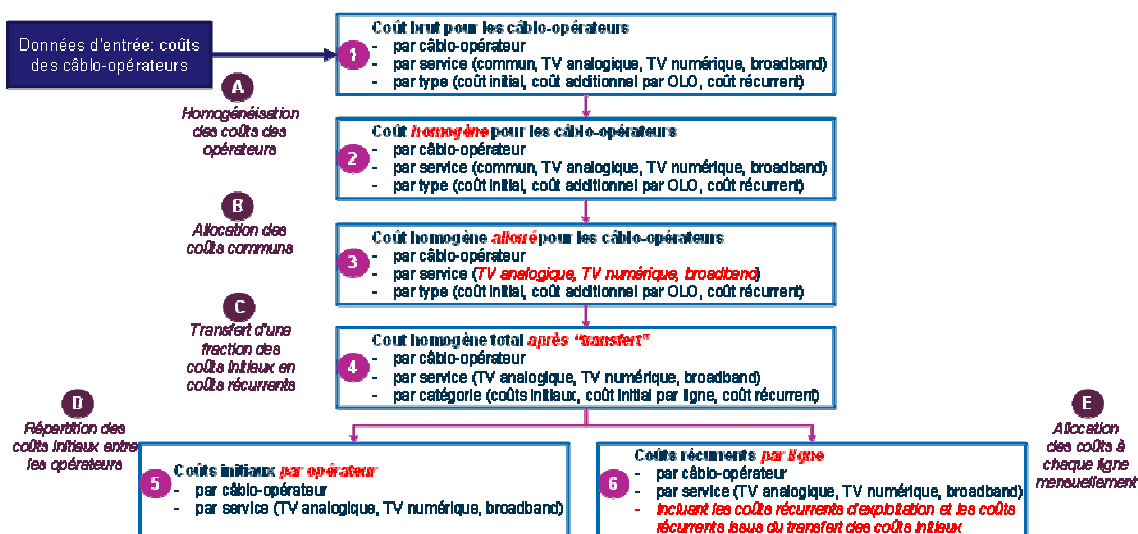 Données d'entrée: coûts
des câblo-opérateurs
1
Coût brut pour les câblo-opérateurs
- par câblo-opérateur
- par service (commun, TV analogique, TV numérique, broadband)
- par type (coût initial, coût additionnel par OLO, coût récurrent)
A
Homogénéisation
des coûts des
opérateurs
2
Coût homogène pour les câblo-opérateurs
- par câblo-opérateur
- par service (commun, TV analogique, TV numérique, broadband)
- par type (coût initial, coût additionnel par OLO, coût récurrent)
B
Allocation des
coûts communs
3
Coût homogène alloué pour les câblo-opérateurs
- par câblo-opérateur
- par service (TV analogique, TV numérique, broadband)
- par type (coût initial, coût additionnel par OLO, coût récurrent)
C
Transfert d'une
fraction des
coûts initiaux en
coûts récurrents
4
Cout homogène total après "transfert"
- par câblo-opérateur
- par service (TV analogique, TV numérique, broadband)
- par catégorie (coûts initiaux, coût initial par ligne, coût récurrent)
D
Répartition des
coûts initiaux entre
les opérateurs
5
Coûts initiaux par opérateur
- par câblo-opérateur
- par service (TV analogique, TV numérique, broadband)
E
Allocation
des coûts à
chaque ligne
mensuellement
6
Coûts récurrents par ligne
- par câblo-opérateur
- par service (TV analogique, TV numérique, broadband)
- Incluant les coûts récurrents d'exploitation et les coûts
récurrents issus du transfert des coûts initiaux